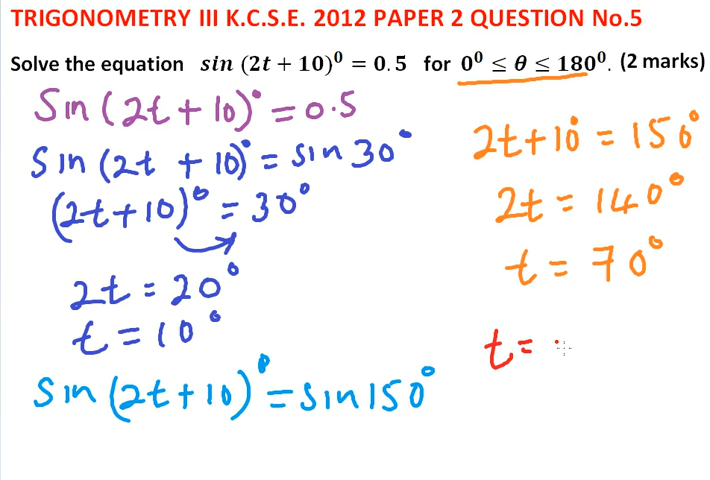 TRIGONOMETRY III K.C.S.E. 2012 PAPER 2 QUESTION No.5
Solve the equation sin (2t + 10)⁰ = 0.5 for 0⁰ ≤ θ ≤ 180⁰. (2 marks)
Sin(2t + 10)° = 0.5
Sin(2t + 10)° = sin 30°
(2t+10)° = 30°
2t = 20°
t = 10°
Sin(2t+10)° = sin150°
2t+10 = 150°
2t = 140°
t = 70°
t =